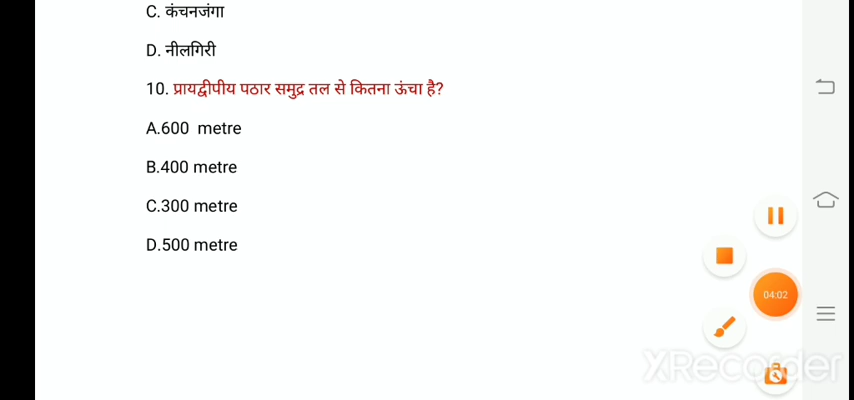 C. कंचनजंगा
D. नीलगिरी
10. प्रायद्वीपीय पठार समुद्र तल से कितना ऊंचा है?
A.600 metre
B.400 metre
C.300 metre
D.500 metre
04:02
XRecorder